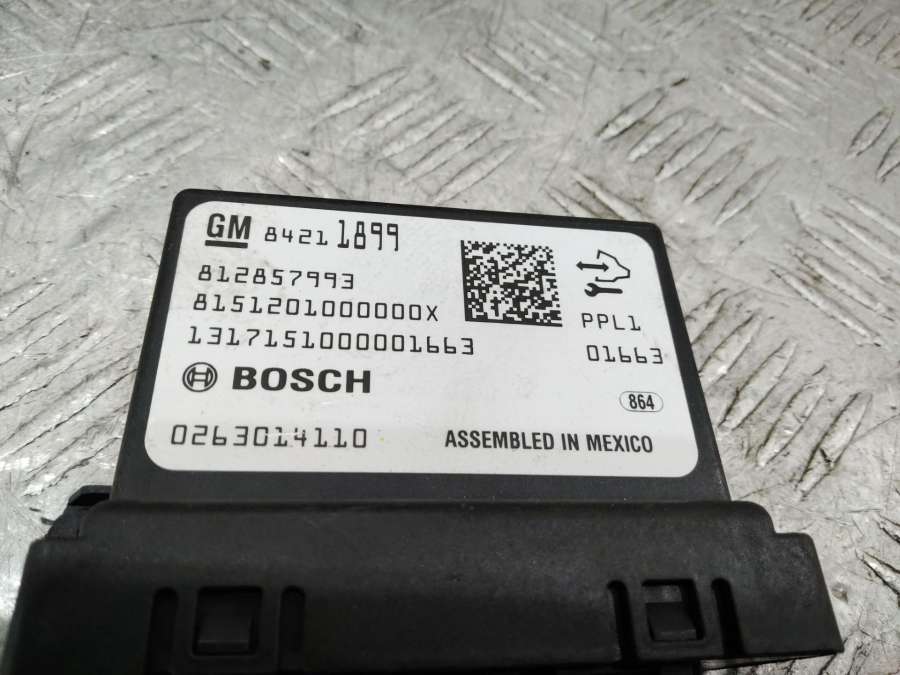 GM 84211899
812857993
8151201000000X
1317151000001663
PPL1
01663
BOSCH
864
0263014110
ASSEMBLED IN MEXICO